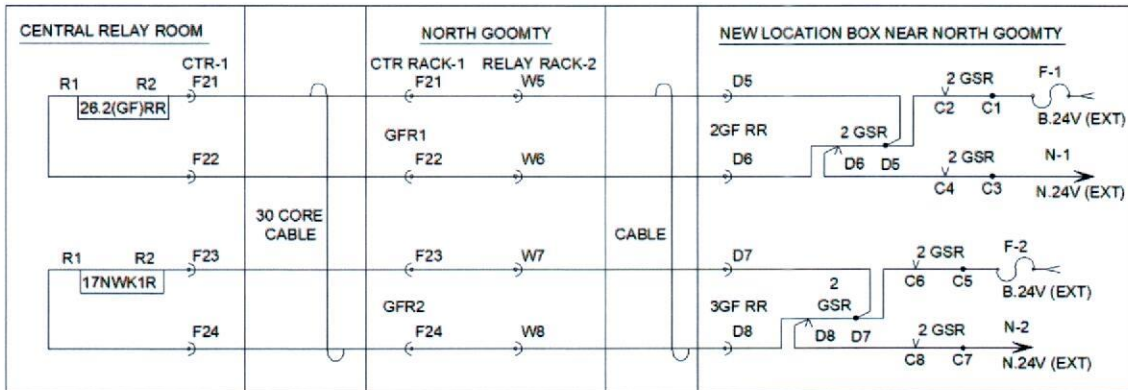 CENTRAL RELAY ROOM
NORTH GOOMTY
NEW LOCATION BOX NEAR NORTH GOOMTY
CTR-1
CTR RACK-1
RELAY RACK-2
R1
R2
F21
F21
W5
D5
2 GSR
F-1
26.2(GF)RR
C2
C1
B.24V (EXT)
GFR1
2GF RR
2 GSR
F22
F22
W6
D6
D6
D5
2 GSR
N-1
C4
C3
N.24V (EXT)
30 CORE
CABLE
CABLE
R1
R2
F23
F23
W7
D7
2 GSR
F-2
17NWK1R
C6
C5
B.24V (EXT)
2
GSR
GFR2
3GF RR
F24
F24
W8
D8
D8
D7
2 GSR
N-2
C8
C7
N.24V (EXT)